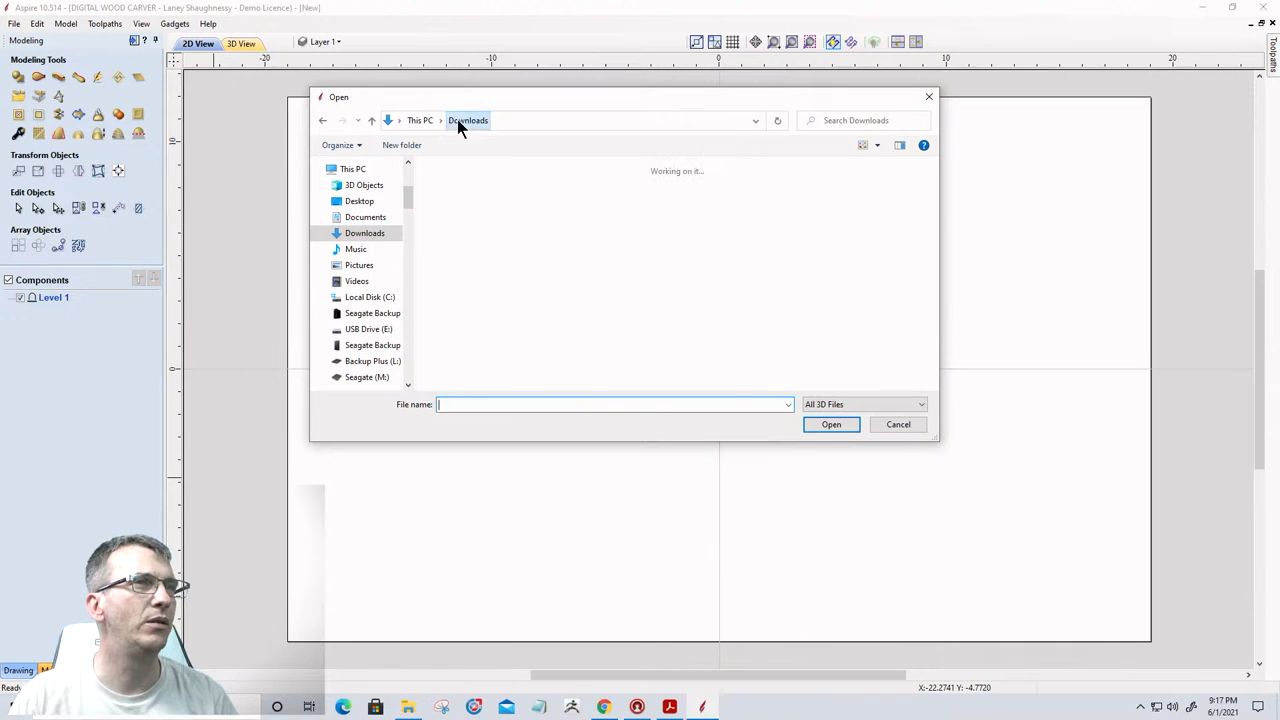 Aspire 10.514 - (DIGITAL WOOD CARVER - Laney Shaughnessy - Demo Licence) - [New]
File Edit Model Toolpaths View Gadgets Help
Modeling
2D View 3D View Layer 1
Modeling Tools
-20 -10 0 10 20
Transform Objects
Edit Objects
Array Objects
Components
Level 1
10
0
Open
This PC Downloads
Search Downloads
Organize New folder
Working on it...
This PC
3D Objects
Desktop
Documents
Downloads
Music
Pictures
Videos
Local Disk (C:)
Seagate Backup
USB Drive (E:)
Seagate Backup
Backup Plus (L:)
Seagate (M:)
File name: All 3D Files
Open Cancel
Toolpaths
Drawing
X:-22.2741 Y: -4.7720
9:17 PM
6/1/2021